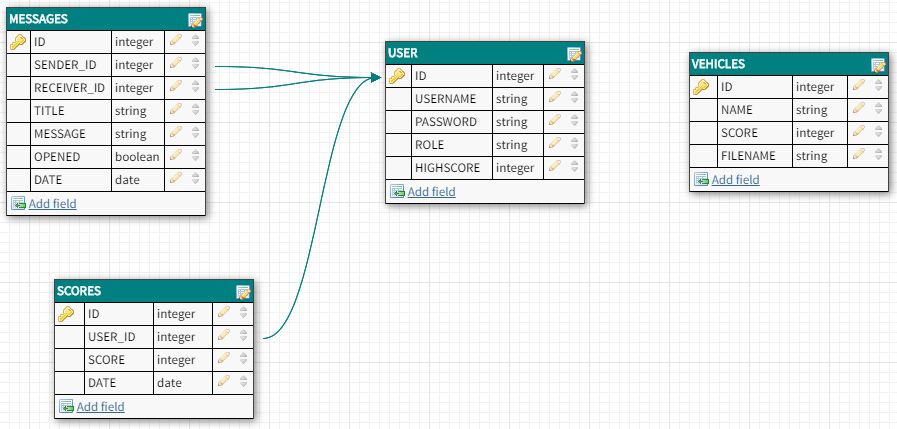 MESSAGES
ID integer
SENDER_ID integer
RECEIVER_ID integer
TITLE string
MESSAGE string
OPENED boolean
DATE date
Add field
USER
ID integer
USERNAME string
PASSWORD string
ROLE string
HIGHSCORE integer
Add field
VEHICLES
ID integer
NAME string
SCORE integer
FILENAME string
Add field
SCORES
ID integer
USER_ID integer
SCORE integer
DATE date
Add field